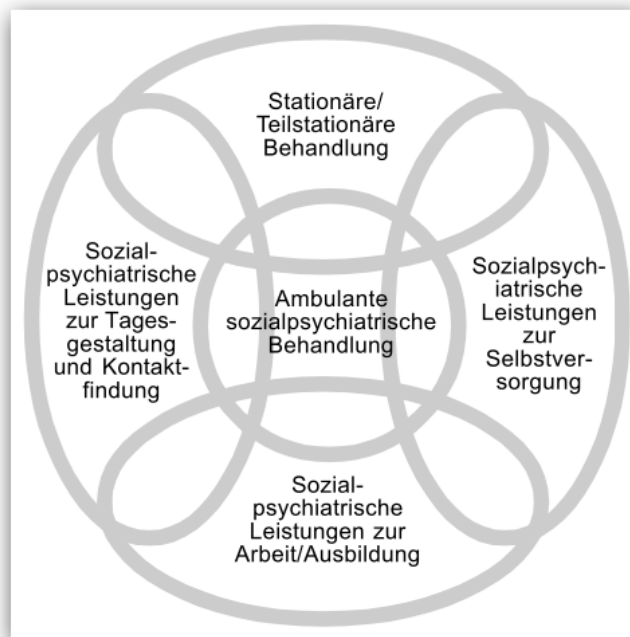 Stationäre/
Teilstationäre
Behandlung
Sozial-
psychiatrische
Leistungen
zur Tages-
gestaltung
und Kontakt-
findung
Ambulante
sozialpsychiatrische
Behandlung
Sozialpsych-
iatrische
Leistungen
zur
Selbstver-
sorgung
Sozial-
psychiatrische
Leistungen zur
Arbeit/Ausbildung